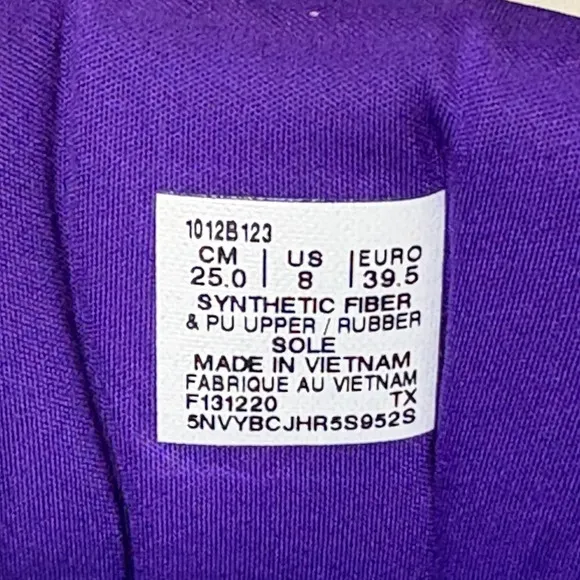 1012B123
CM | US | EURO
25.0 | 8 | 39.5
SYNTHETIC FIBER
& PU UPPER / RUBBER
SOLE
MADE IN VIETNAM
FABRIQUE AU VIETNAM
F131220 TX
5NVYBCJHR5S952S